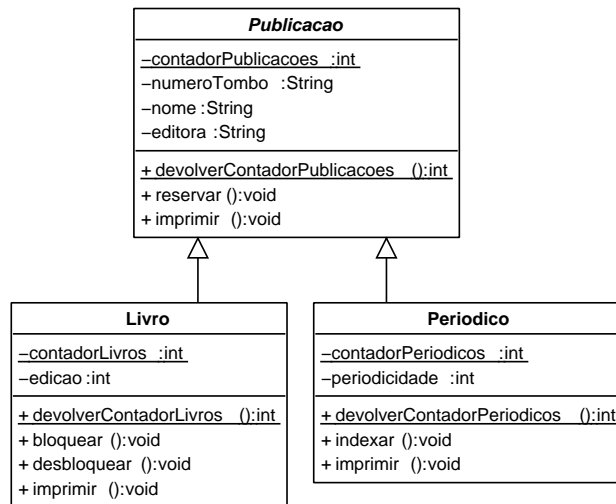 Publicacao
−contadorPublicacoes :int
−numeroTombo :String
−nome :String
−editora :String
+ devolverContadorPublicacoes ():int
+ reservar ():void
+ imprimir ():void
Livro
−contadorLivros :int
−edicao :int
+ devolverContadorLivros ():int
+ bloquear ():void
+ desbloquear ():void
+ imprimir ():void
Periodico
−contadorPeriodicos :int
−periodicidade :int
+ devolverContadorPeriodicos ():int
+ indexar ():void
+ imprimir ():void